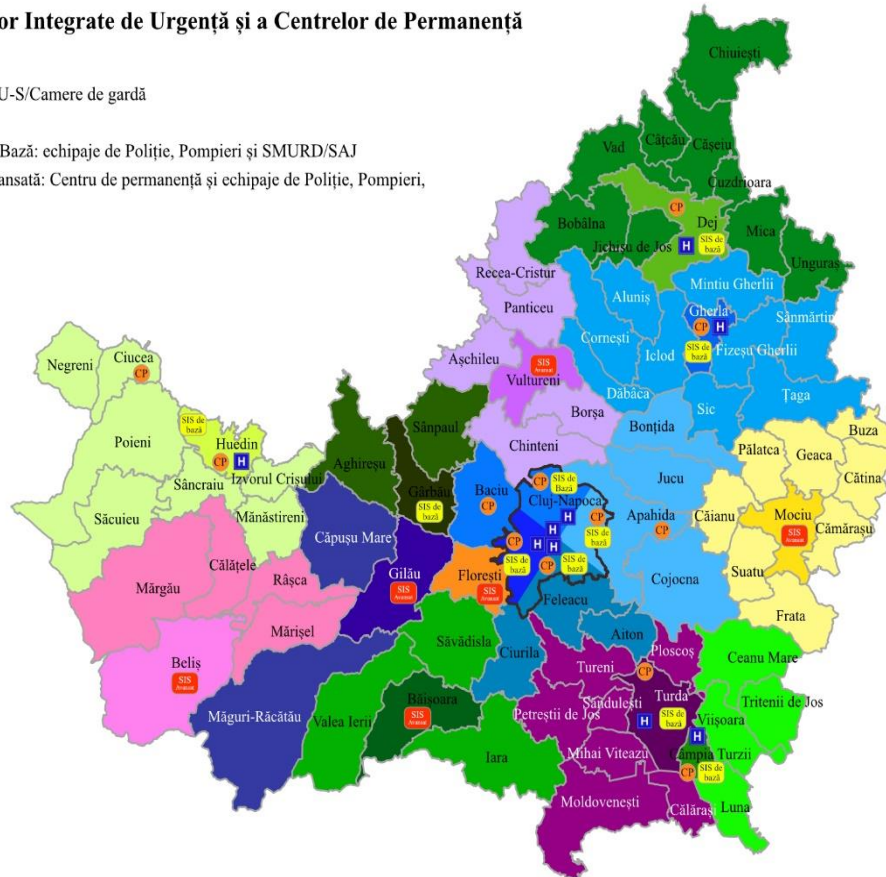 or Integrate de Urgență și a Centrelor de Permanență
U-S/Camere de gardă
Bază: echipaje de Poliție, Pompieri și SMURD/SAJ
ansată: Centru de permanență și echipaje de Poliție, Pompieri,
Chiuiești
Vad
Cățcău
Cășeiu
Cuzdrioara
CP
Dej
Bobâlna
Jichișu de Jos
H
SIS de
bază
Mica
Unguraș
Recea-Cristur
Panticeu
Aluniș
Mintiu Gherlii
Gherla
CP
H
Sânmărtin
Cornești
Iclod
SIS de
bază
Fizeșu Gherlii
Negreni
Ciucea
CP
Așchileu
SIS
Avansat
Vultureni
Dăbâca
Sic
Țaga
Poieni
SIS de
bază
Huedin
CP
H
Sânpaul
Borșa
Bonțida
Chinteni
Aghireșu
Pălatca
Geaca
Buza
Săcuieu
Sâncraiu
Izvorul Crișului
Gârbău
SIS de
bază
Baciu
CP
CP
SIS de
Bază
Cluj-Napoca
H
CP
Jucu
Cătina
Mănăstireni
Căpușu Mare
CP
H
H
H
SIS de
bază
Apahida
CP
Căianu
Mociu
SIS
Avansat
Cămărașu
Călățele
Mărgău
Râșca
Gilău
SIS
Avansat
Florești
SIS
Avansat
SIS de
bază
CP
SIS de
bază
Cojocna
Suatu
Feleacu
Frata
Mărișel
Săvădisla
Ciurila
Aiton
Beliș
SIS
Avansat
Tureni
Ploscoș
CP
Ceanu Mare
Măguri-Răcătău
Valea Ierii
Băișoara
SIS
Avansat
Petreștii de Jos
Săndulești
Turda
H
SIS de
bază
Viișoara
Tritenii de Jos
Iara
Mihai Viteazu
H
Câmpia Turzii
CP
SIS de
bază
Moldovenești
Călărași
Luna